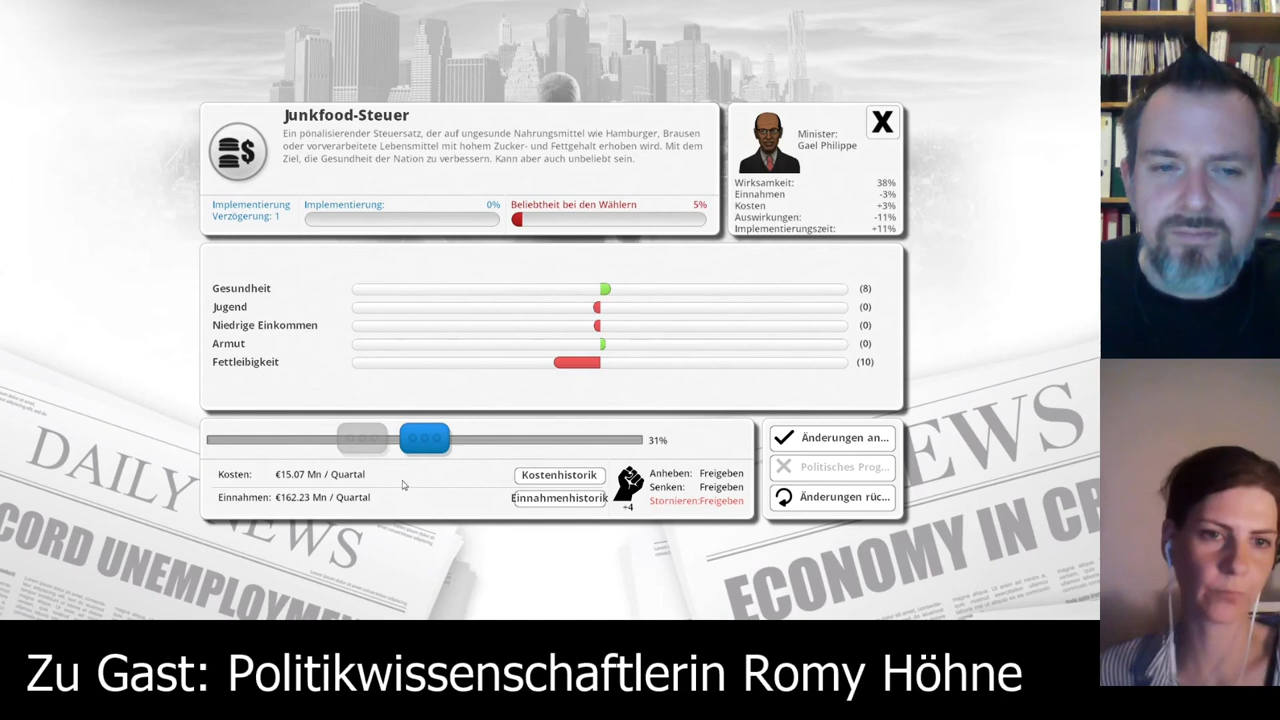 Junkfood-Steuer
Ein pönalisierender Steuersatz, der auf ungesunde Nahrungsmittel wie Hamburger, Brausen
oder vorverarbeitete Lebensmittel mit hohem Zucker- und Fettgehalt erhoben wird. Mit dem
Ziel, die Gesundheit der Nation zu verbessern. Kann aber auch unbeliebt sein.
Implementierung
Verzögerung: 1
Implementierung: 0%
Beliebtheit bei den Wählern 5%
X
Minister:
Gael Philippe
Wirksamkeit: 38%
Einnahmen -3%
Kosten +3%
Auswirkungen: -11%
Implementierungszeit: +11%
Gesundheit (8)
Jugend (0)
Niedrige Einkommen (0)
Armut (0)
Fettleibigkeit (10)
31%
Kosten: €15.07 Mn / Quartal
Einnahmen: €162.23 Mn / Quartal
Kostenhistorik
Einnahmenhistorik
+4
Anheben: Freigeben
Senken: Freigeben
Stornieren:Freigeben
Änderungen an...
Politisches Prog...
Änderungen rüc...
DAILY NEWS
CORD UNEMPLOYME
EWS
ECONOMY IN CR
Zu Gast: Politikwissenschaftlerin Romy Höhne